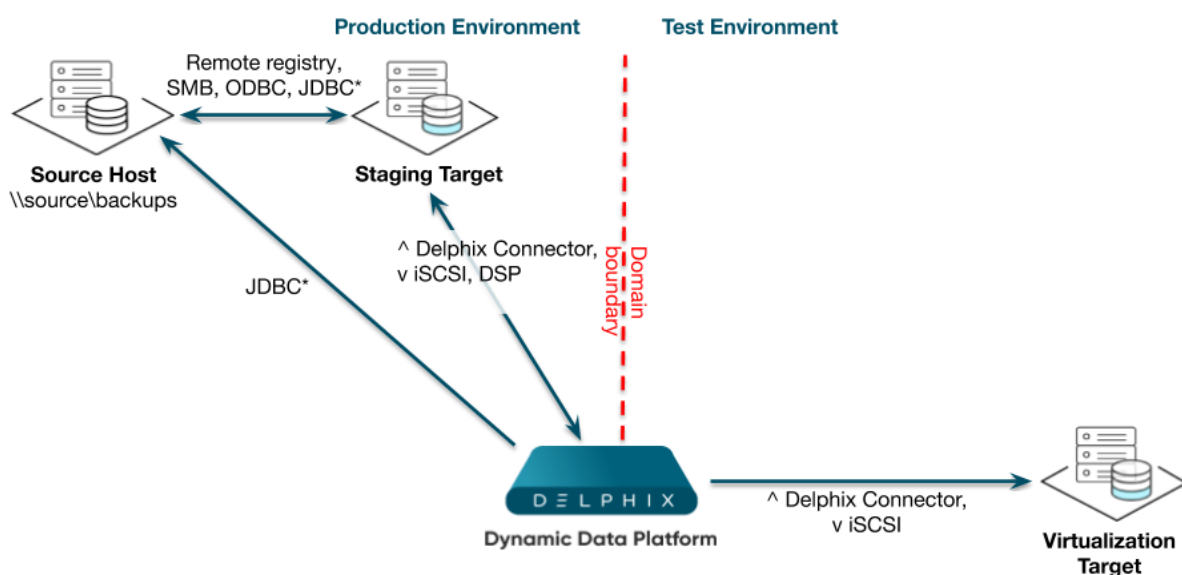 Production Environment
Test Environment
Remote registry,
SMB, ODBC, JDBC*
Source Host
\\source\backups
Staging Target
^ Delphix Connector,
v iSCSI, DSP
JDBC*
Domain
boundary
DELPHIX
Dynamic Data Platform
^ Delphix Connector,
v iSCSI
Virtualization
Target